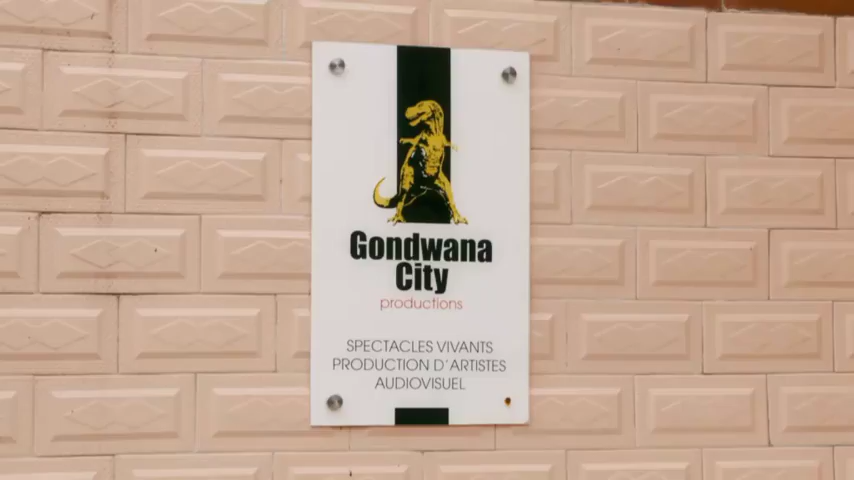 Gondwana
City
productions
SPECTACLES VIVANTS
PRODUCTION D'ARTISTES
AUDIOVISUEL